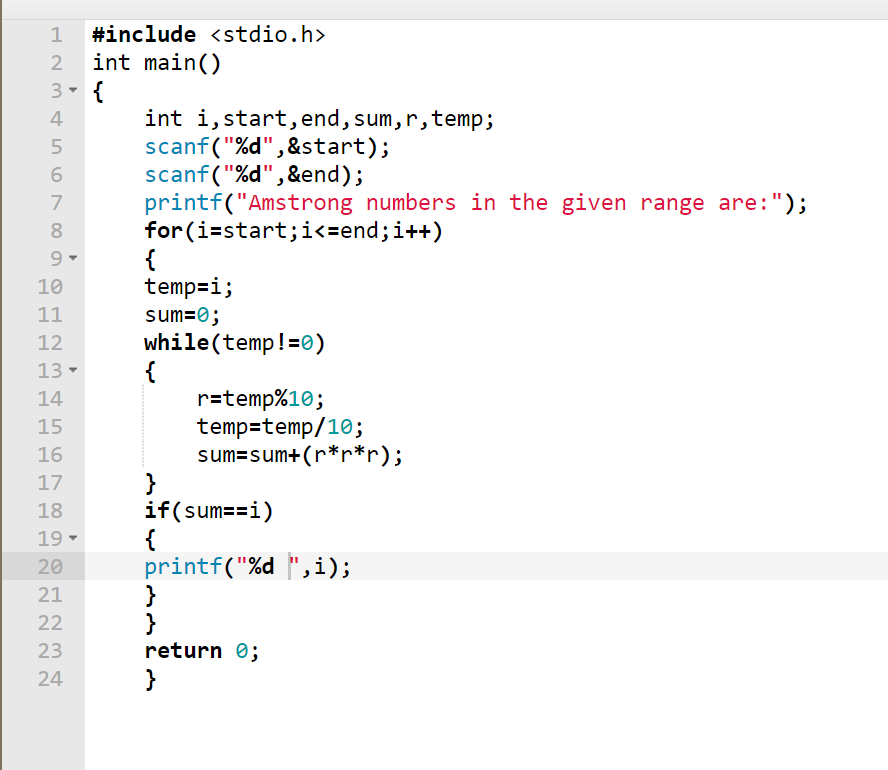 1 #include <stdio.h>
2 int main()
3 {
4 int i,start,end,sum,r,temp;
5 scanf("%d",&start);
6 scanf("%d",&end);
7 printf("Amstrong numbers in the given range are:");
8 for(i=start;i<=end;i++)
9 {
10 temp=i;
11 sum=0;
12 while(temp!=0)
13 {
14 r=temp%10;
15 temp=temp/10;
16 sum=sum+(r*r*r);
17 }
18 if(sum==i)
19 {
20 printf("%d ",i);
21 }
22 }
23 return 0;
24 }